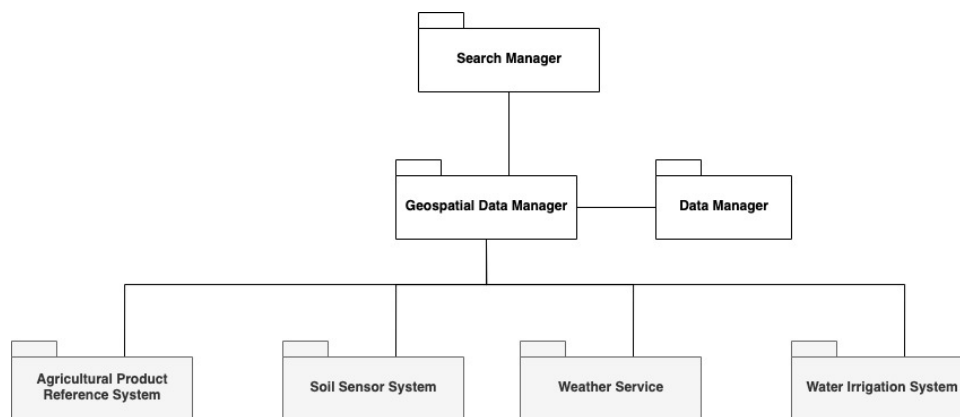 Search Manager
Geospatial Data Manager
Data Manager
Agricultural Product
Reference System
Soil Sensor System
Weather Service
Water Irrigation System